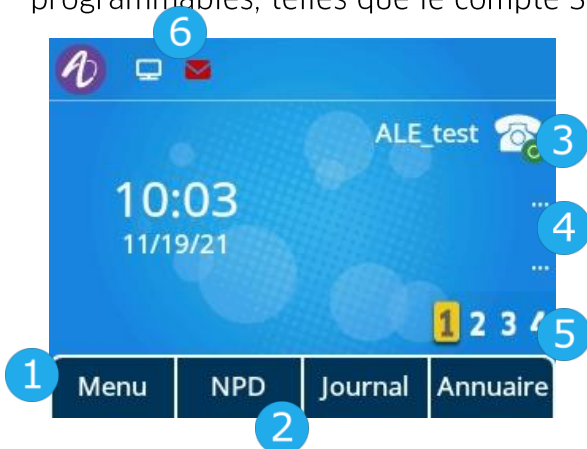 programmables, telles que le compte S
6
ALE_test 3
10:03
... 4
11/19/21
...
1 2 3 4 5
1 Menu NPD Journal Annuaire
2